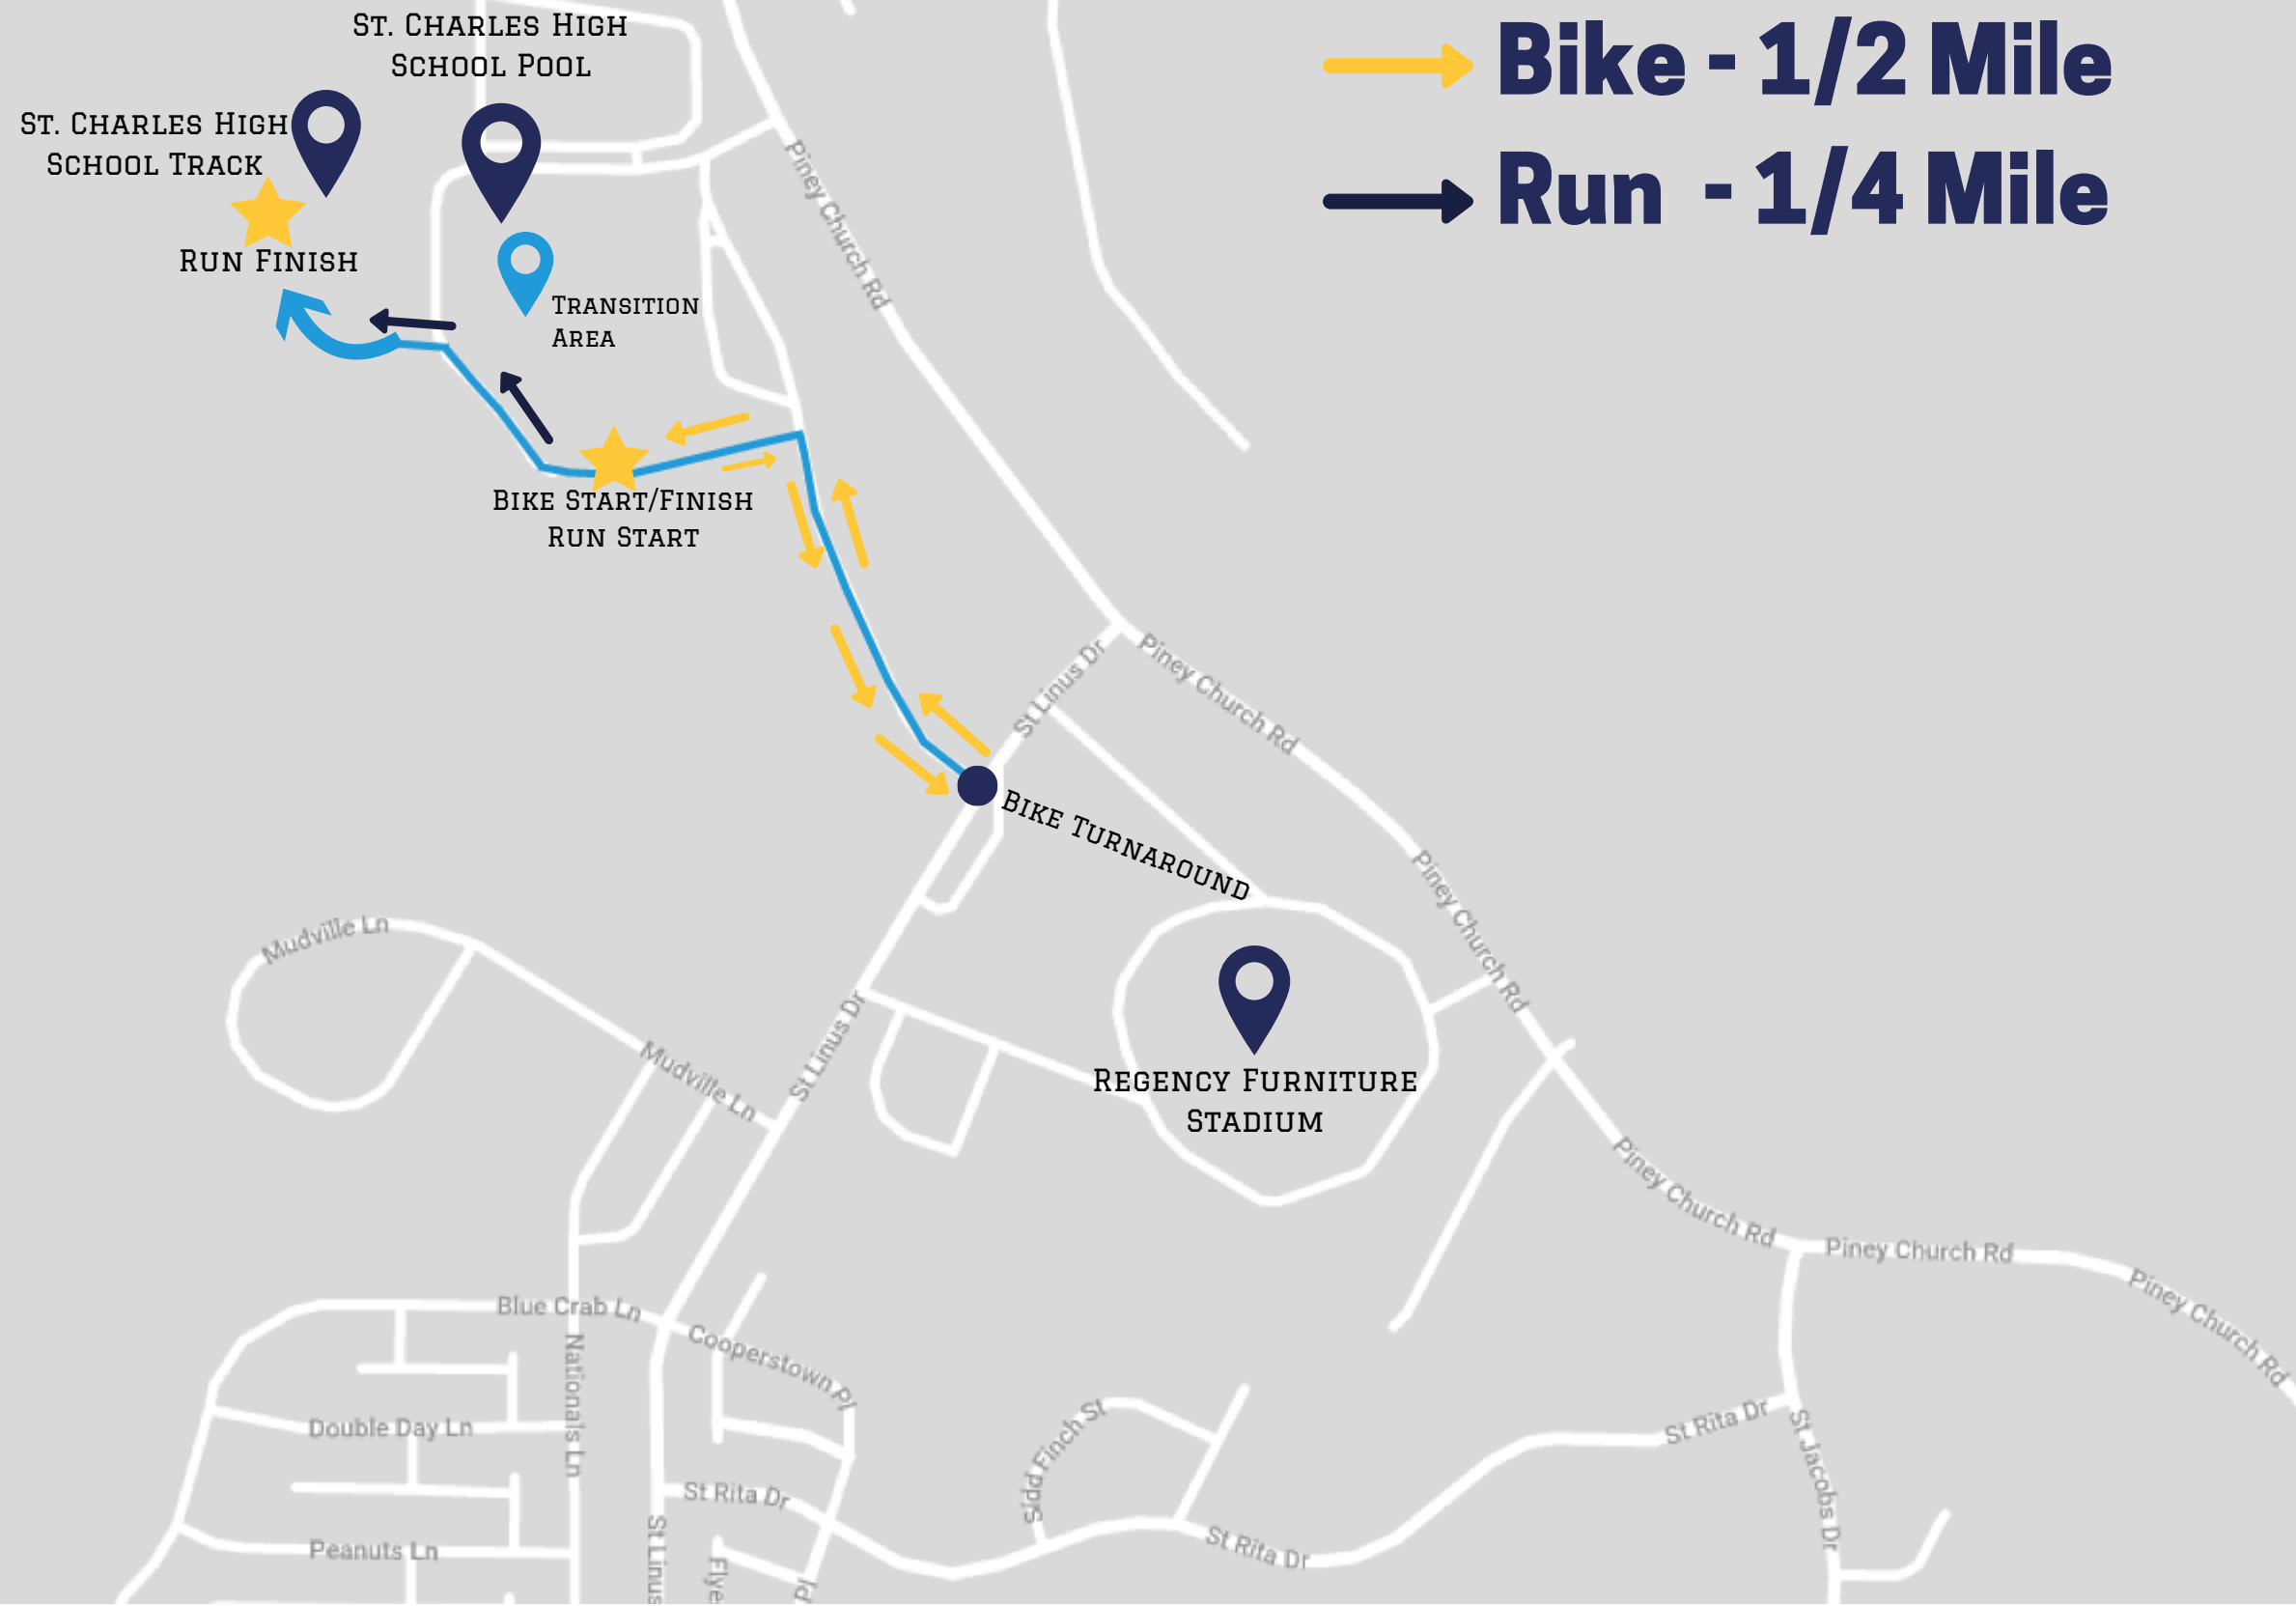 St. Charles High
School Pool
Bike - 1/2 Mile
St. Charles High
School Track
Run - 1/4 Mile
Run Finish
Transition
Area
Piney Church Rd
Bike Start/Finish
Run Start
St Linus Dr
Piney Church Rd
Bike Turnaround
Piney Church Rd
Mudville Ln
Mudville Ln
St Linus Dr
Regency Furniture
Stadium
Piney Church Rd
Piney Church Rd
Piney Church Rd
Blue Crab Ln
Cooperstown Pl
Nationals Ln
Double Day Ln
Sidd Finch St
St Rita Dr
St Jacobs Dr
St Rita Dr
St Rita Dr
Peanuts Ln
St Linus